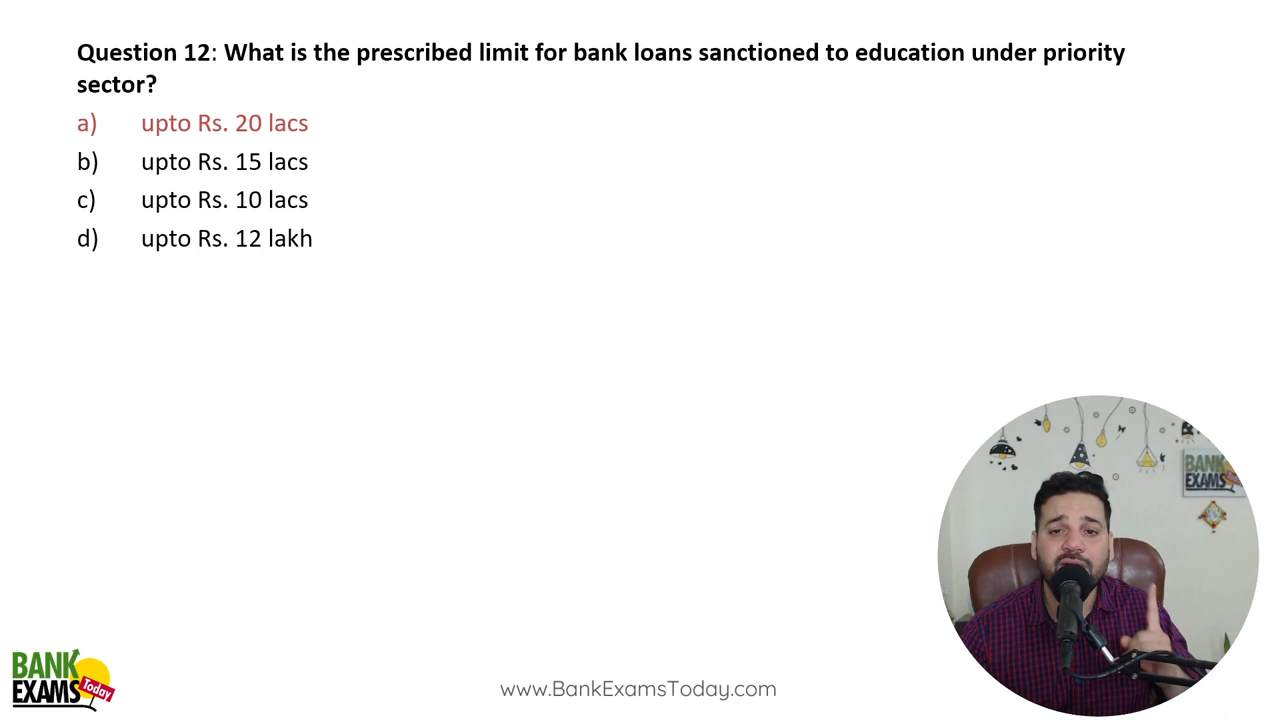 Question 12: What is the prescribed limit for bank loans sanctioned to education under priority
sector?
a) upto Rs. 20 lacs
b) upto Rs. 15 lacs
c) upto Rs. 10 lacs
d) upto Rs. 12 lakh
BANK
EXAMS
BANK
EXAMS
Today
www.BankExamsToday.com